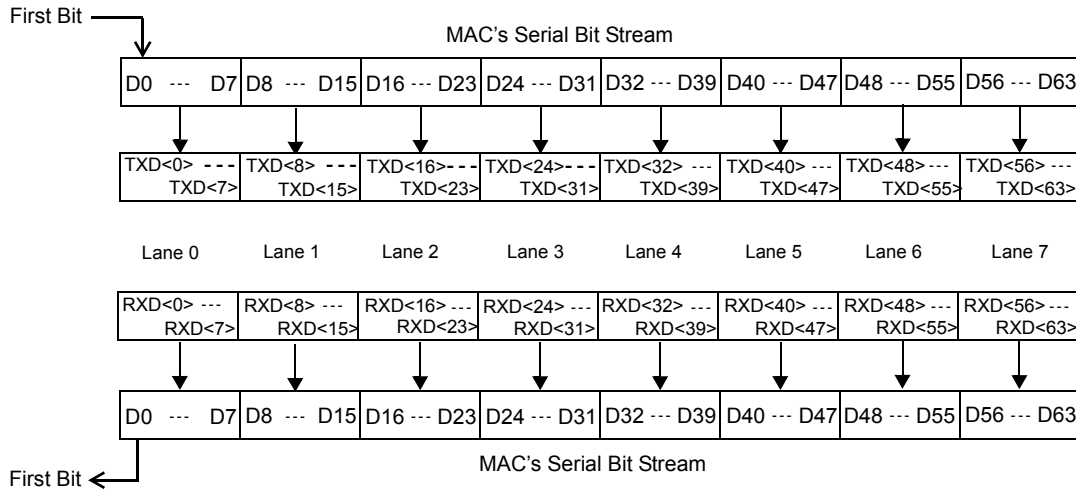 First Bit
MAC's Serial Bit Stream
D0 --- D7 D8 --- D15 D16 --- D23 D24 --- D31 D32 --- D39 D40 --- D47 D48 --- D55 D56 --- D63
TXD<0> --- TXD<8> --- TXD<16>--- TXD<24>--- TXD<32> --- TXD<40> --- TXD<48> --- TXD<56> ---
TXD<7> TXD<15> TXD<23> TXD<31> TXD<39> TXD<47> TXD<55> TXD<63>
Lane 0 Lane 1 Lane 2 Lane 3 Lane 4 Lane 5 Lane 6 Lane 7
RXD<0> --- RXD<8> --- RXD<16> --- RXD<24> --- RXD<32> --- RXD<40> --- RXD<48> --- RXD<56> ---
RXD<7> RXD<15> RXD<23> RXD<31> RXD<39> RXD<47> RXD<55> RXD<63>
D0 --- D7 D8 --- D15 D16 --- D23 D24 --- D31 D32 --- D39 D40 --- D47 D48 --- D55 D56 --- D63
MAC's Serial Bit Stream
First Bit